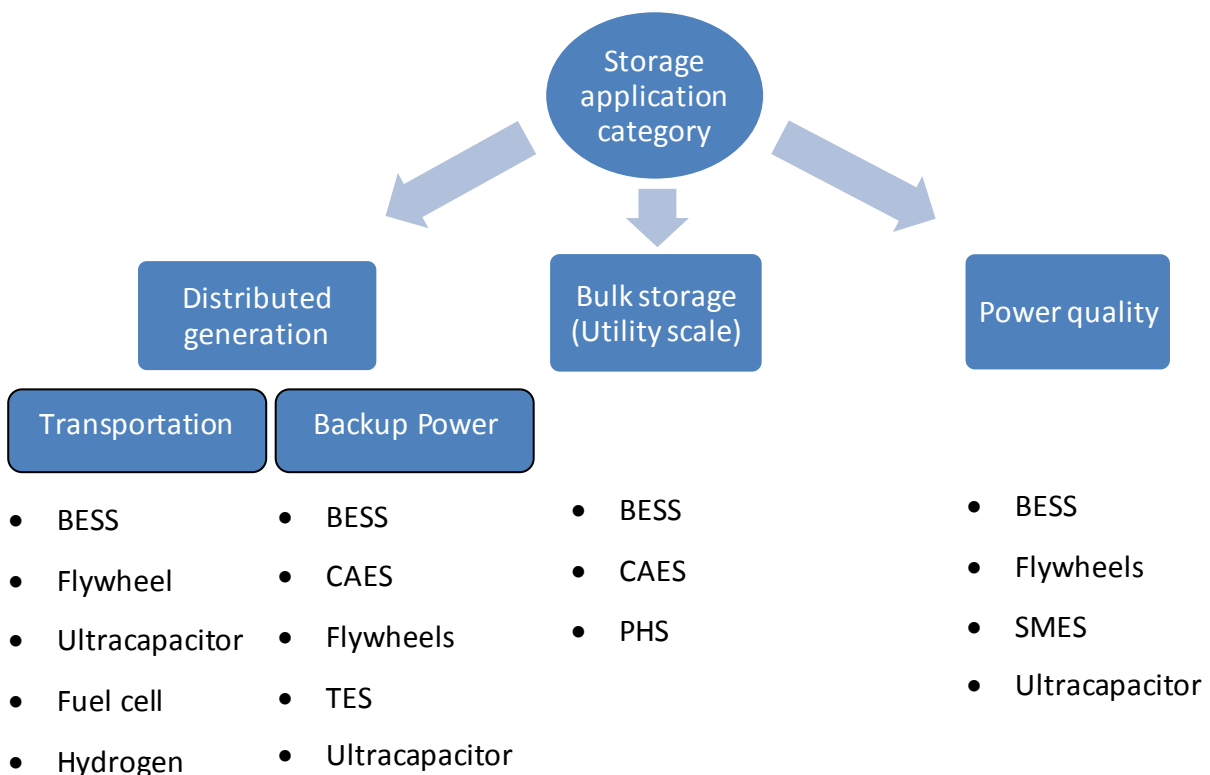 Storage
application
category
Distributed
generation
Bulk storage
(Utility scale)
Power quality
Transportation
Backup Power
• BESS
• Flywheel
• Ultracapacitor
• Fuel cell
• Hydrogen
• BESS
• CAES
• Flywheels
• TES
• Ultracapacitor
• BESS
• CAES
• PHS
• BESS
• Flywheels
• SMES
• Ultracapacitor